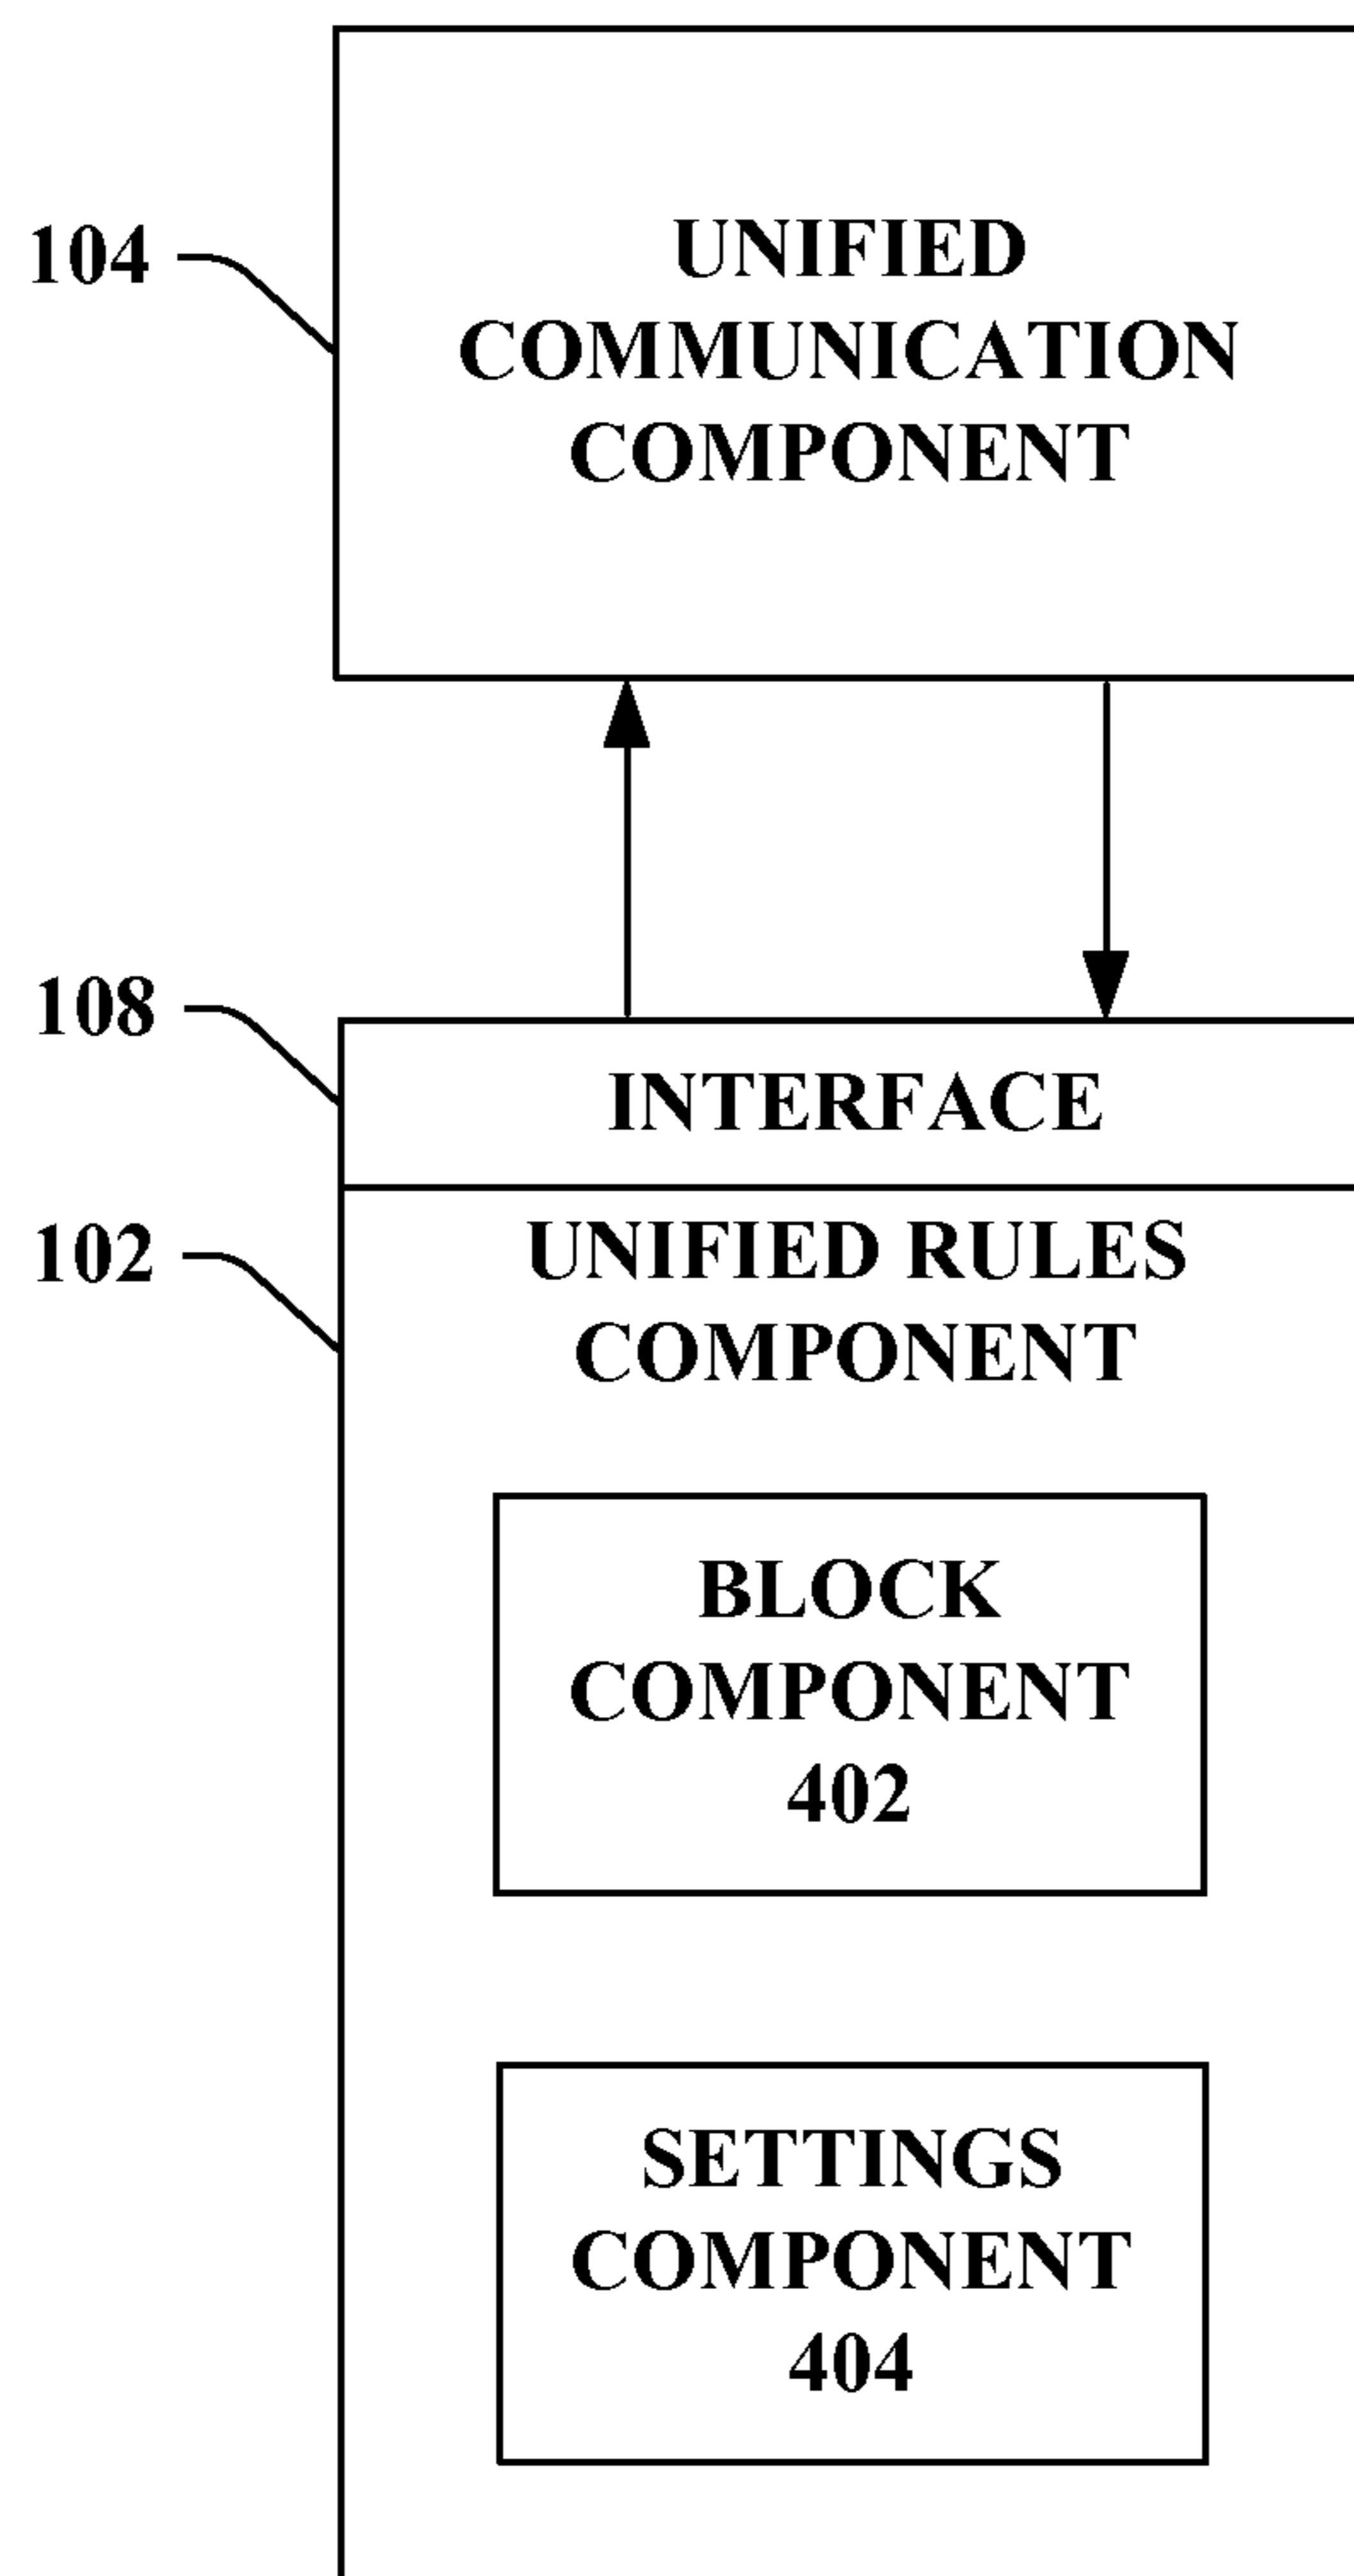 104
UNIFIED
COMMUNICATION
COMPONENT
108
INTERFACE
102
UNIFIED RULES
COMPONENT
BLOCK
COMPONENT
402
SETTINGS
COMPONENT
404